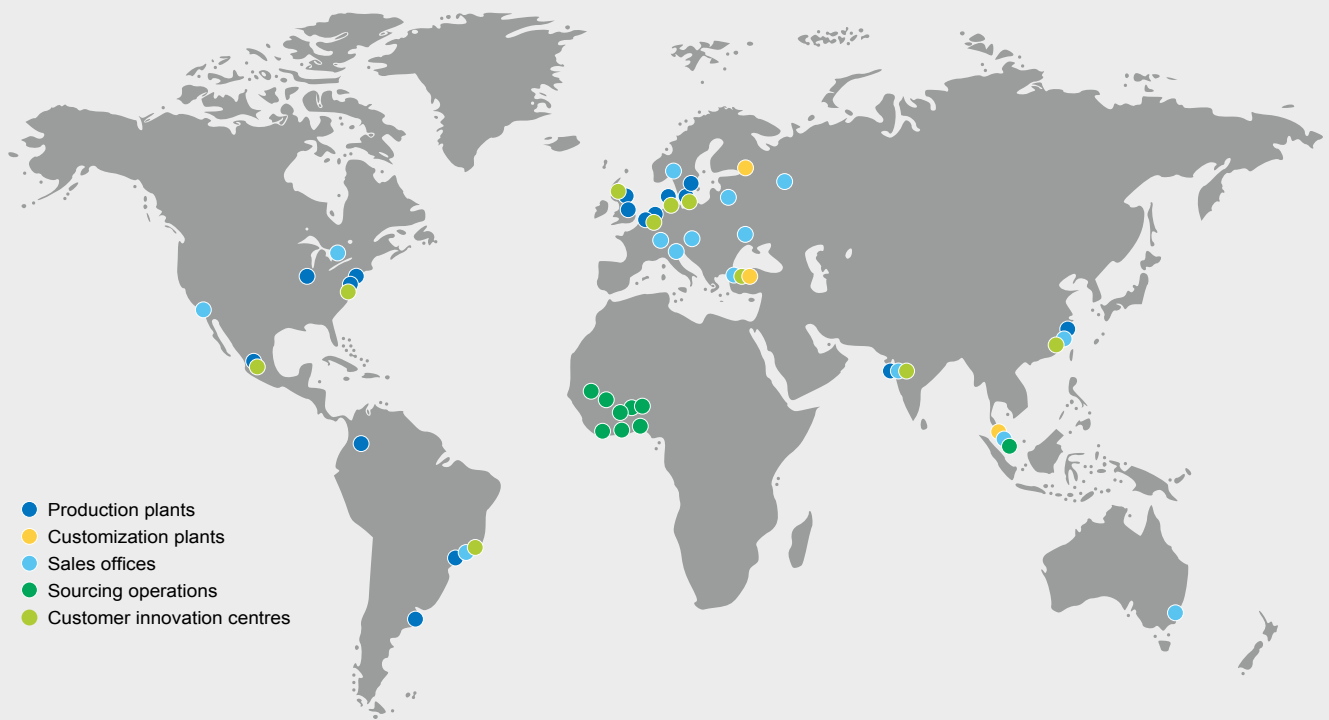 Production plants
Customization plants
Sales offices
Sourcing operations
Customer innovation centres